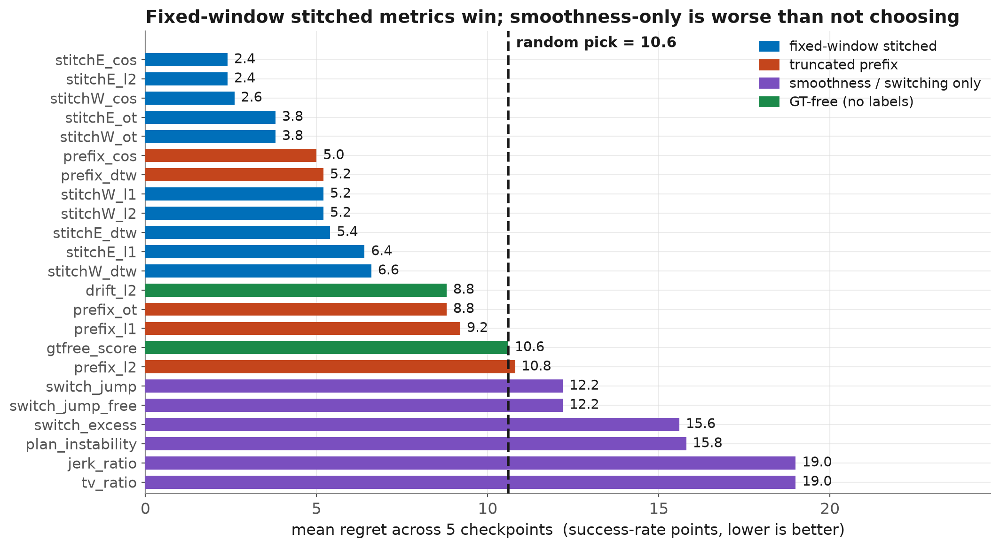 Fixed-window stitched metrics win; smoothness-only is worse than not choosing
random pick = 10.6
fixed-window stitched
truncated prefix
smoothness / switching only
GT-free (no labels)
stitchE_cos 2.4
stitchE_l2 2.4
stitchW_cos 2.6
stitchE_ot 3.8
stitchW_ot 3.8
prefix_cos 5.0
prefix_dtw 5.2
stitchW_l1 5.2
stitchW_l2 5.2
stitchE_dtw 5.4
stitchE_l1 6.4
stitchW_dtw 6.6
drift_l2 8.8
prefix_ot 8.8
prefix_l1 9.2
gtfree_score 10.6
prefix_l2 10.8
switch_jump 12.2
switch_jump_free 12.2
switch_excess 15.6
plan_instability 15.8
jerk_ratio 19.0
tv_ratio 19.0
0 5 10 15 20
mean regret across 5 checkpoints (success-rate points, lower is better)